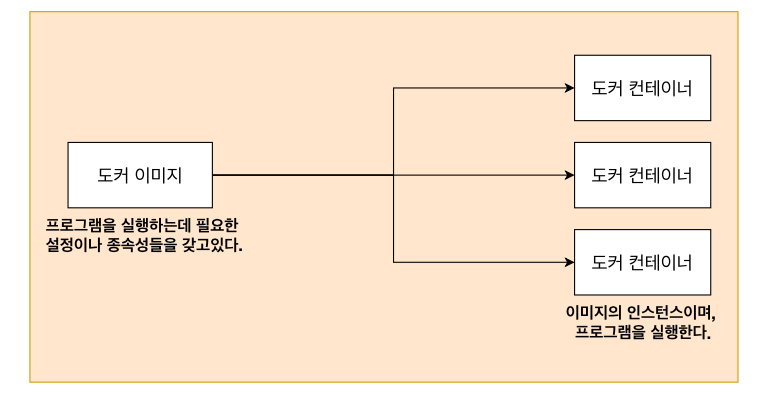 도커 이미지
프로그램을 실행하는데 필요한
설정이나 종속성들을 갖고있다.
도커 컨테이너
도커 컨테이너
도커 컨테이너
이미지의 인스턴스이며,
프로그램을 실행한다.